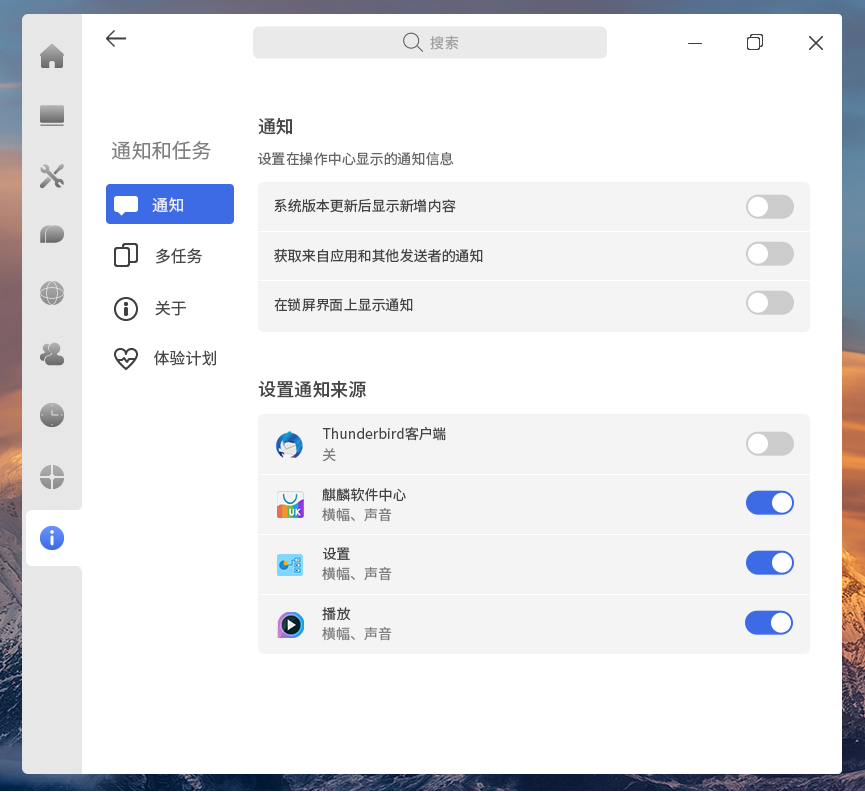 搜索
通知和任务
通知
多任务
关于
体验计划
通知
设置在操作中心显示的通知信息
系统版本更新后显示新增内容
获取来自应用和其他发送者的通知
在锁屏界面上显示通知
设置通知来源
Thunderbird客户端
关
麒麟软件中心
横幅、声音
UK
设置
横幅、声音
播放
横幅、声音